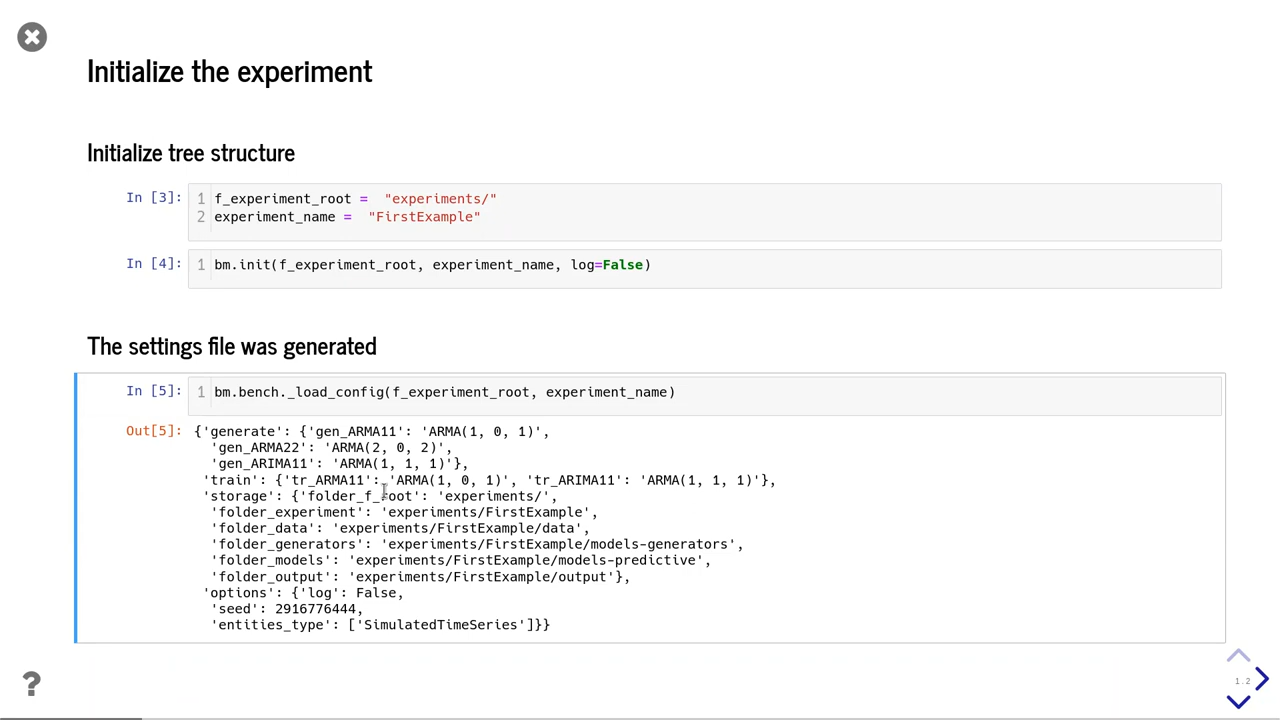 Initialize the experiment
Initialize tree structure
In [3]:
1 f_experiment_root =  "experiments/"
2 experiment_name =  "FirstExample"
In [4]:
1 bm.init(f_experiment_root, experiment_name, log=False)
The settings file was generated
In [5]:
1 bm.bench._load_config(f_experiment_root, experiment_name)
Out[5]:
{'generate': {'gen_ARMA11': 'ARMA(1, 0, 1)',
'gen_ARMA22': 'ARMA(2, 0, 2)',
'gen_ARIMA11': 'ARMA(1, 1, 1)'},
'train': {'tr_ARMA11': 'ARMA(1, 0, 1)', 'tr_ARIMA11': 'ARMA(1, 1, 1)'},
'storage': {'folder_f_root': 'experiments/',
'folder_experiment': 'experiments/FirstExample',
'folder_data': 'experiments/FirstExample/data',
'folder_generators': 'experiments/FirstExample/models-generators',
'folder_models': 'experiments/FirstExample/models-predictive',
'folder_output': 'experiments/FirstExample/output'},
'options': {'log': False,
'seed': 2916776444,
'entities_type': ['SimulatedTimeSeries']}}
?
1.2